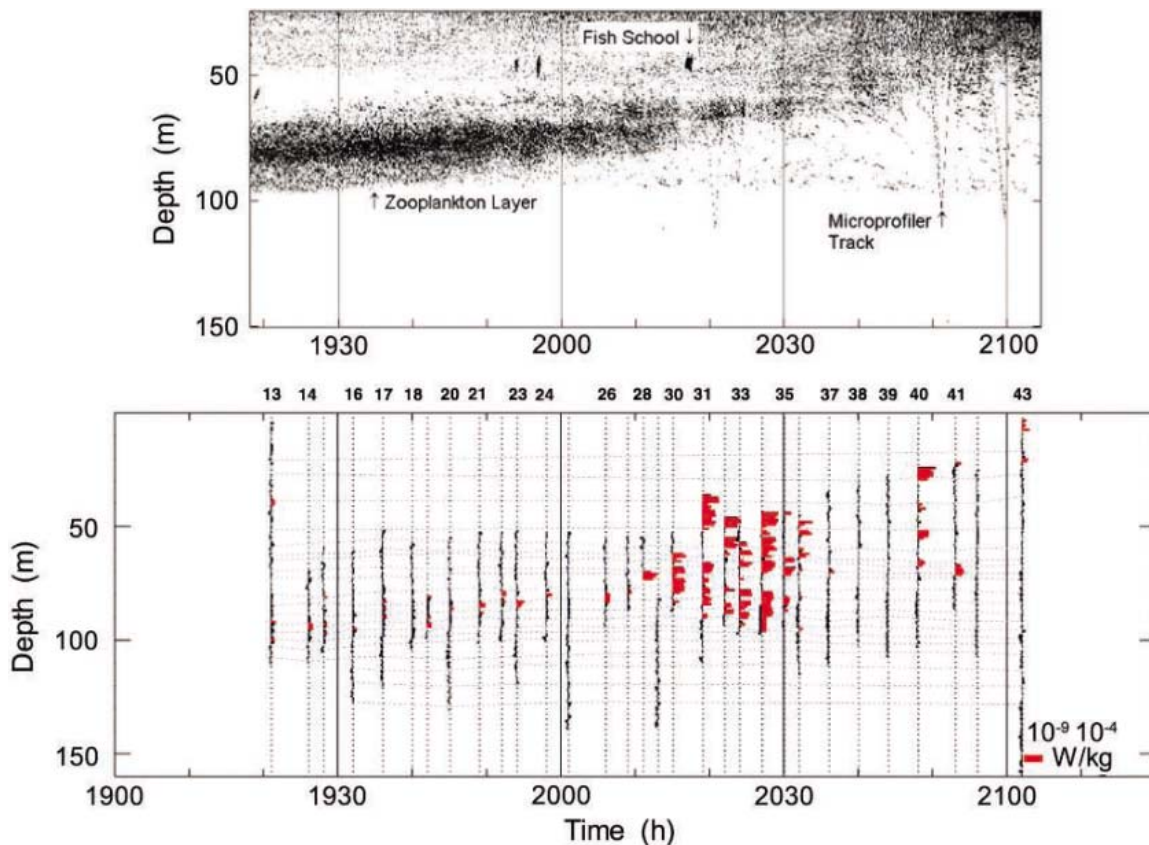 Fish School ↓
50
100
150
Depth (m)
↑ Zooplankton Layer
Microprofiler ↑
Track
1930 2000 2030 2100
13 14 16 17 18 20 21 23 24 26 28 30 31 33 35 37 38 39 40 41 43
50
100
150
Depth (m)
10⁻⁹ 10⁻⁴
W/kg
1900 1930 2000 2030 2100
Time (h)